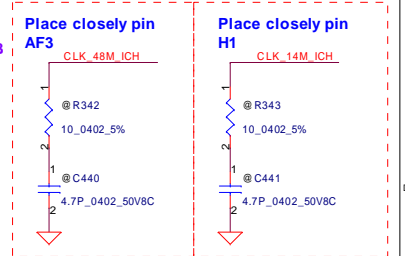 Place closely pin
AF3
CLK_48M_ICH
1
@ R342
10_0402_5%
2
1
@ C440
4.7P_0402_50V8C
2
Place closely pin
H1
CLK_14M_ICH
1
@ R343
10_0402_5%
2
1
@ C441
4.7P_0402_50V8C
2